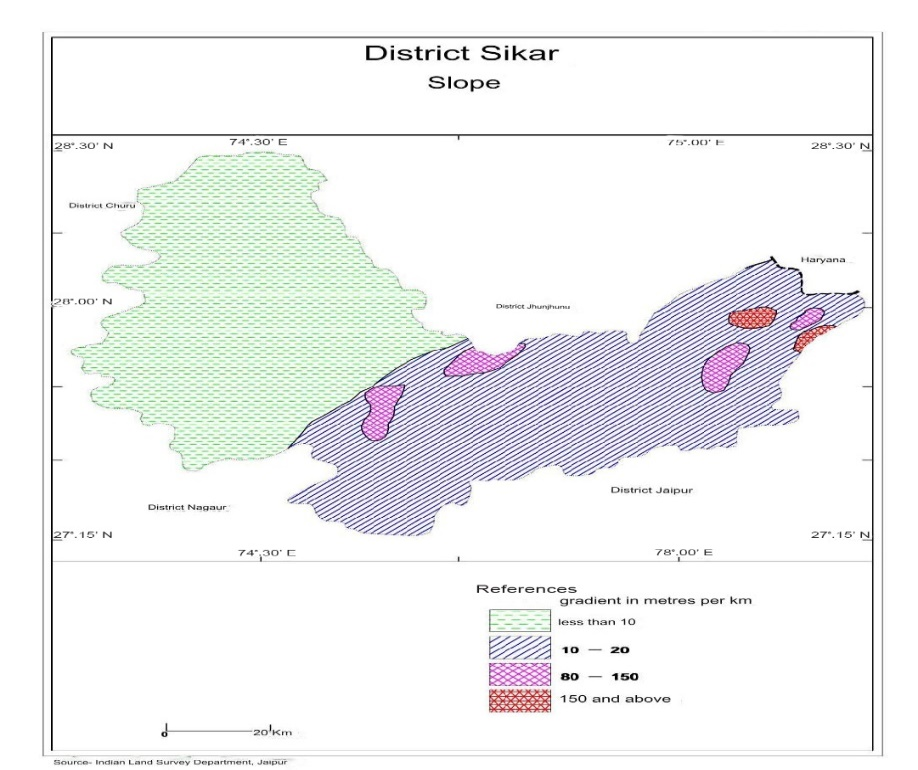 District Sikar
Slope
28°.30' N
74°.30' E
75°.00' E
28°.30' N
District Churu
Haryana
28°.00' N
District Jhunjhunu
District Jaipur
District Nagaur
27°.15' N
27°.15' N
74°.30' E
78°.00' E
References
gradient in metres per km
less than 10
10 — 20
80 — 150
150 and above
0
20 Km
Source- Indian Land Survey Department, Jaipur